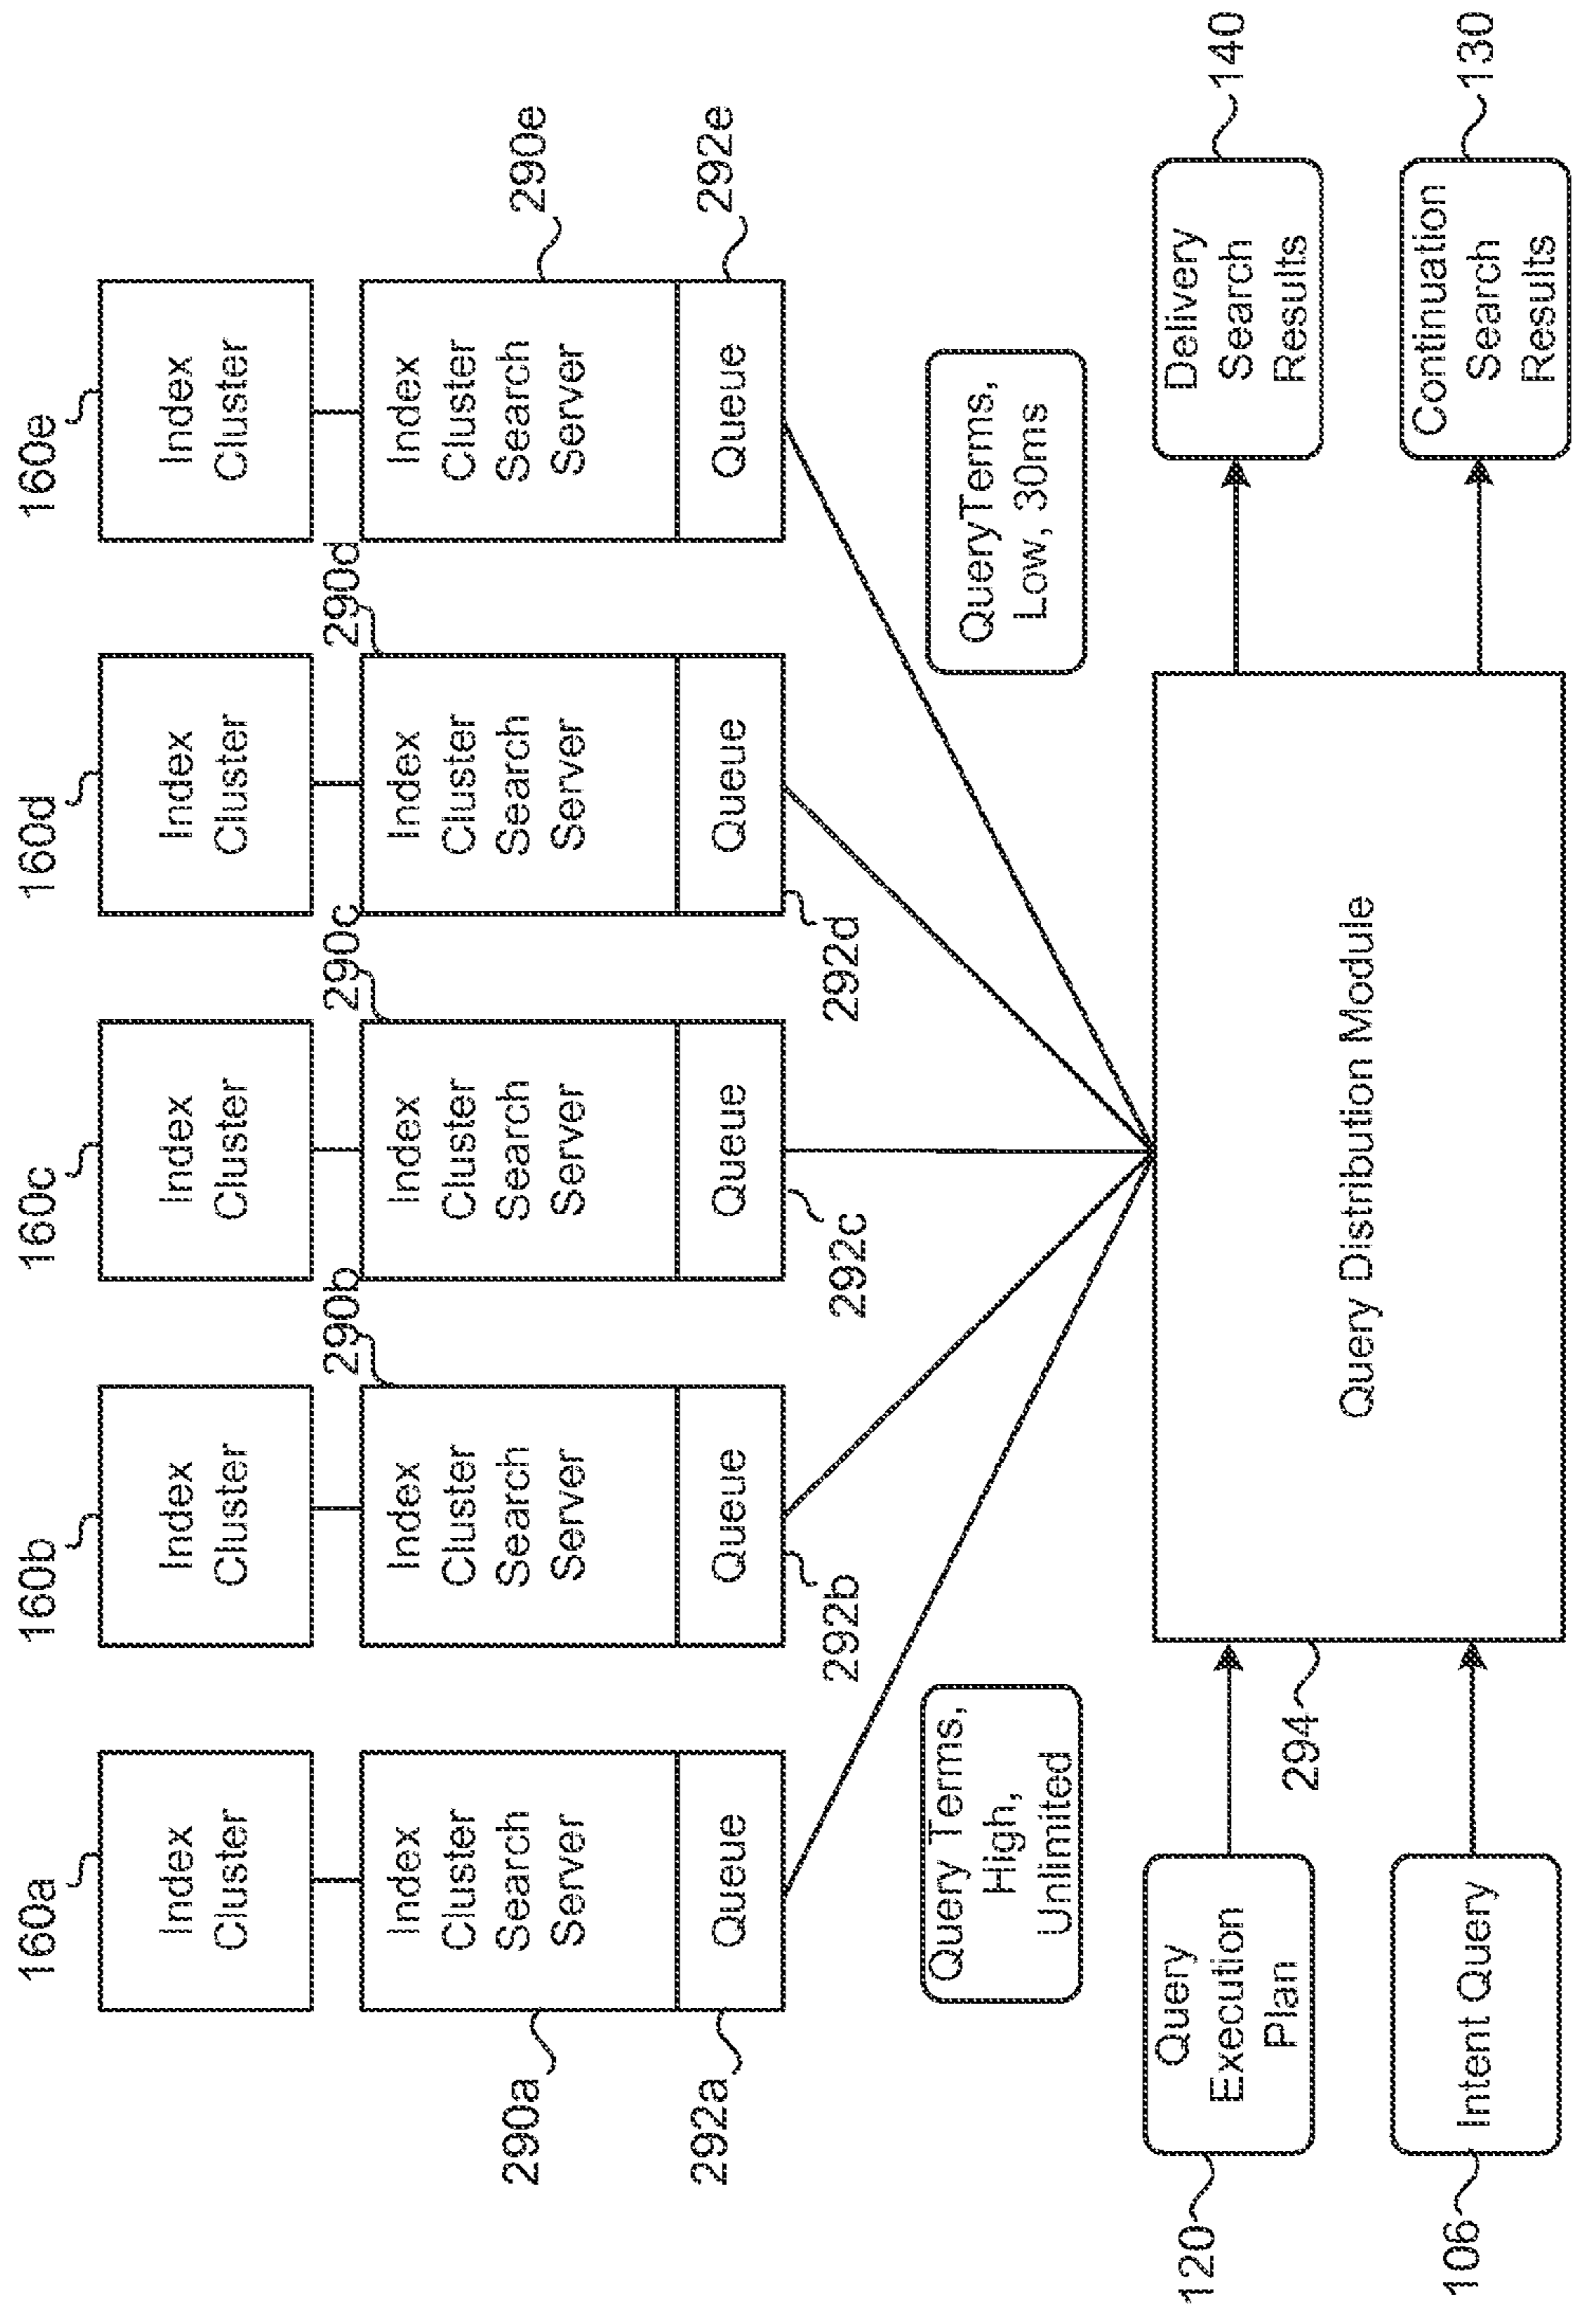 160a
160b
160c
160d
160e
Index
Cluster
Index
Cluster
Index
Cluster
Index
Cluster
Index
Cluster
290b
290c
290d
290a
Index
Cluster
Search
Server
Index
Cluster
Search
Server
Index
Cluster
Search
Server
Index
Cluster
Search
Server
Index
Cluster
Search
Server
290e
292a
Queue
Queue
Queue
Queue
Queue
292e
292b
292c
292d
Query Terms,
High,
Unlimited
QueryTerms,
Low, 30ms
120
Query
Execution
Plan
294
Query Distribution Module
Delivery
Search
Results
140
106
Intent Query
Continuation
Search
Results
130